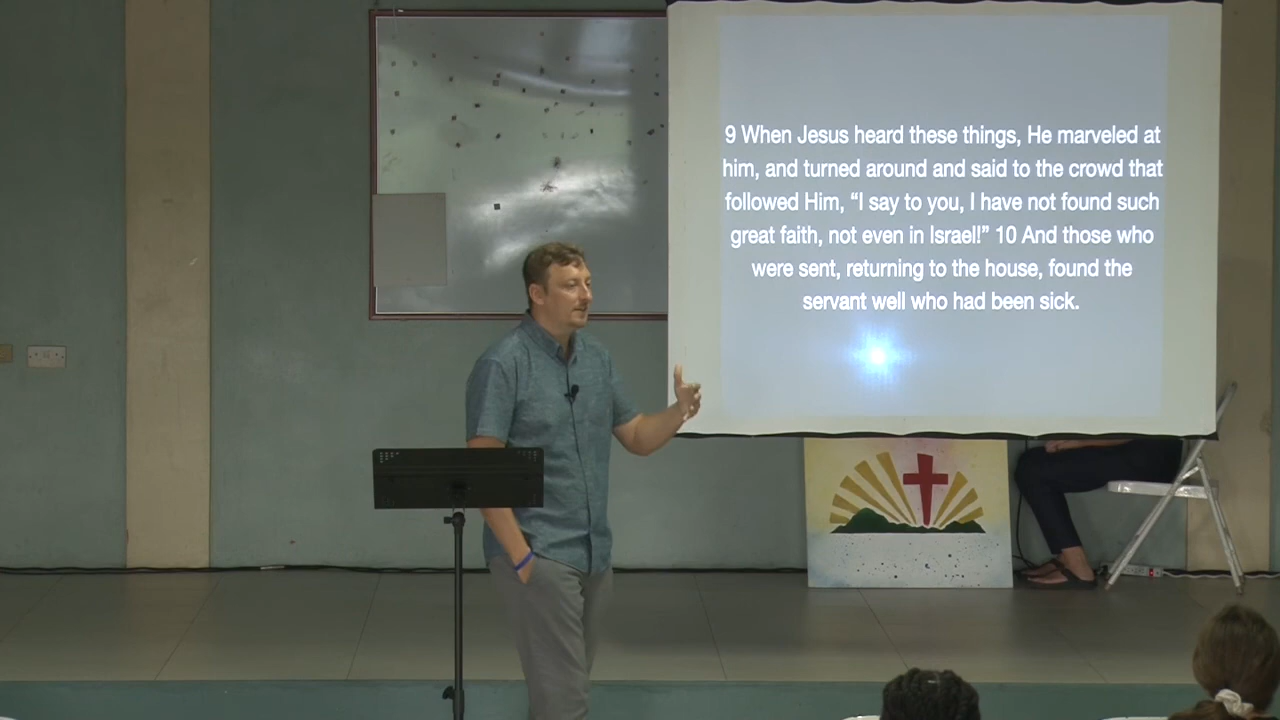 9 When Jesus heard these things, He marveled at
him, and turned around and said to the crowd that
followed Him, “I say to you, I have not found such
great faith, not even in Israel!” 10 And those who
were sent, returning to the house, found the
servant well who had been sick.